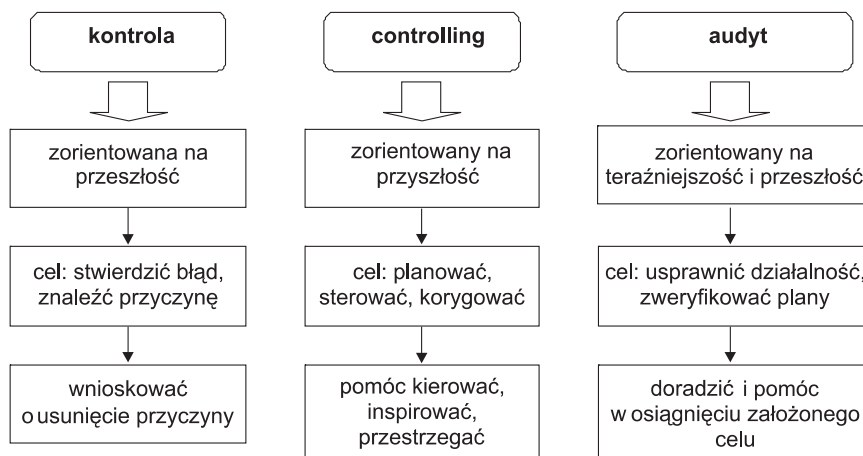 kontrola
zorientowana na
przeszłość
cel: stwierdzić błąd,
znaleźć przyczynę
wnioskować
o usunięcie przyczyny
controlling
zorientowany na
przyszłość
cel: planować,
sterować, korygować
pomóc kierować,
inspirować,
przestrzegać
audyt
zorientowany na
teraźniejszość i przeszłość
cel: usprawnić działalność,
zweryfikować plany
doradzić i pomóc
w osiągnięciu założonego
celu